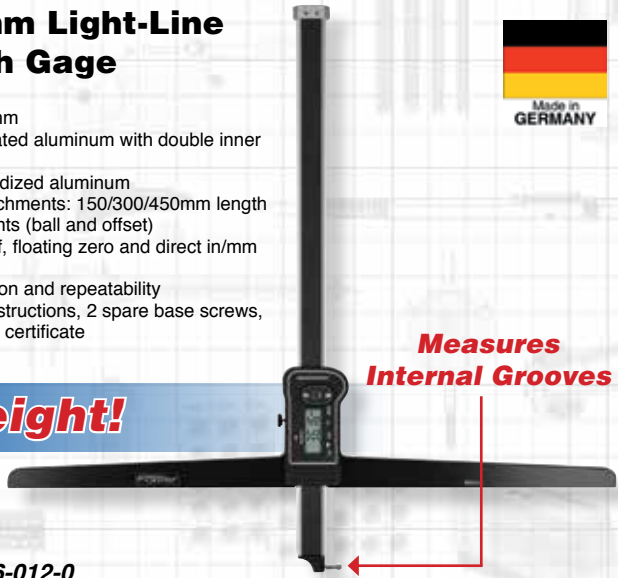 m Light-Line
h Gage
nm
ated aluminum with double inner
dized aluminum
chments: 150/300/450mm length
nts (ball and offset)
f, floating zero and direct in/mm
on and repeatability
structions, 2 spare base screws,
certificate
Made in
GERMANY
Measures
Internal Grooves
eight!
6-012-0